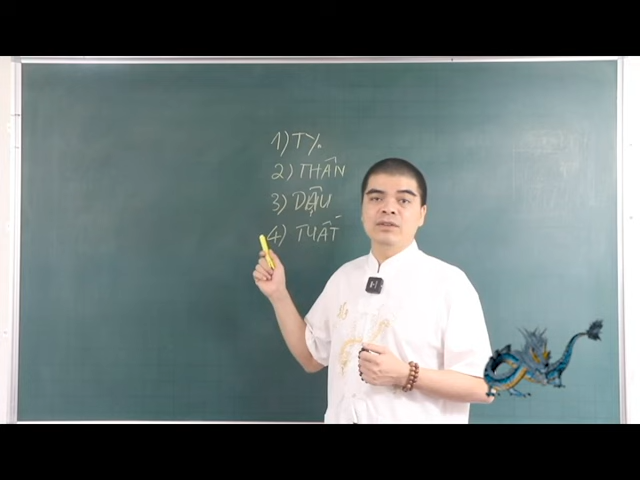 1) TỴ
2) THÂN
3) DẬU
4) TUẤT